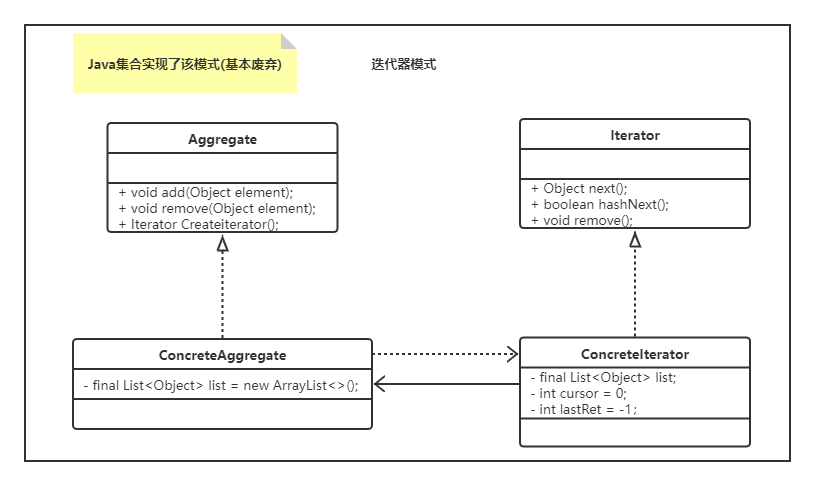 Java集合实现了该模式(基本废弃)
迭代器模式
Aggregate
+ void add(Object element);
+ void remove(Object element);
+ Iterator Createiterator();
Iterator
+ Object next();
+ boolean hashNext();
+ void remove();
ConcreteAggregate
- final List<Object> list = new ArrayList<>();
ConcreteIterator
- final List<Object> list;
- int cursor = 0;
- int lastRet = -1;